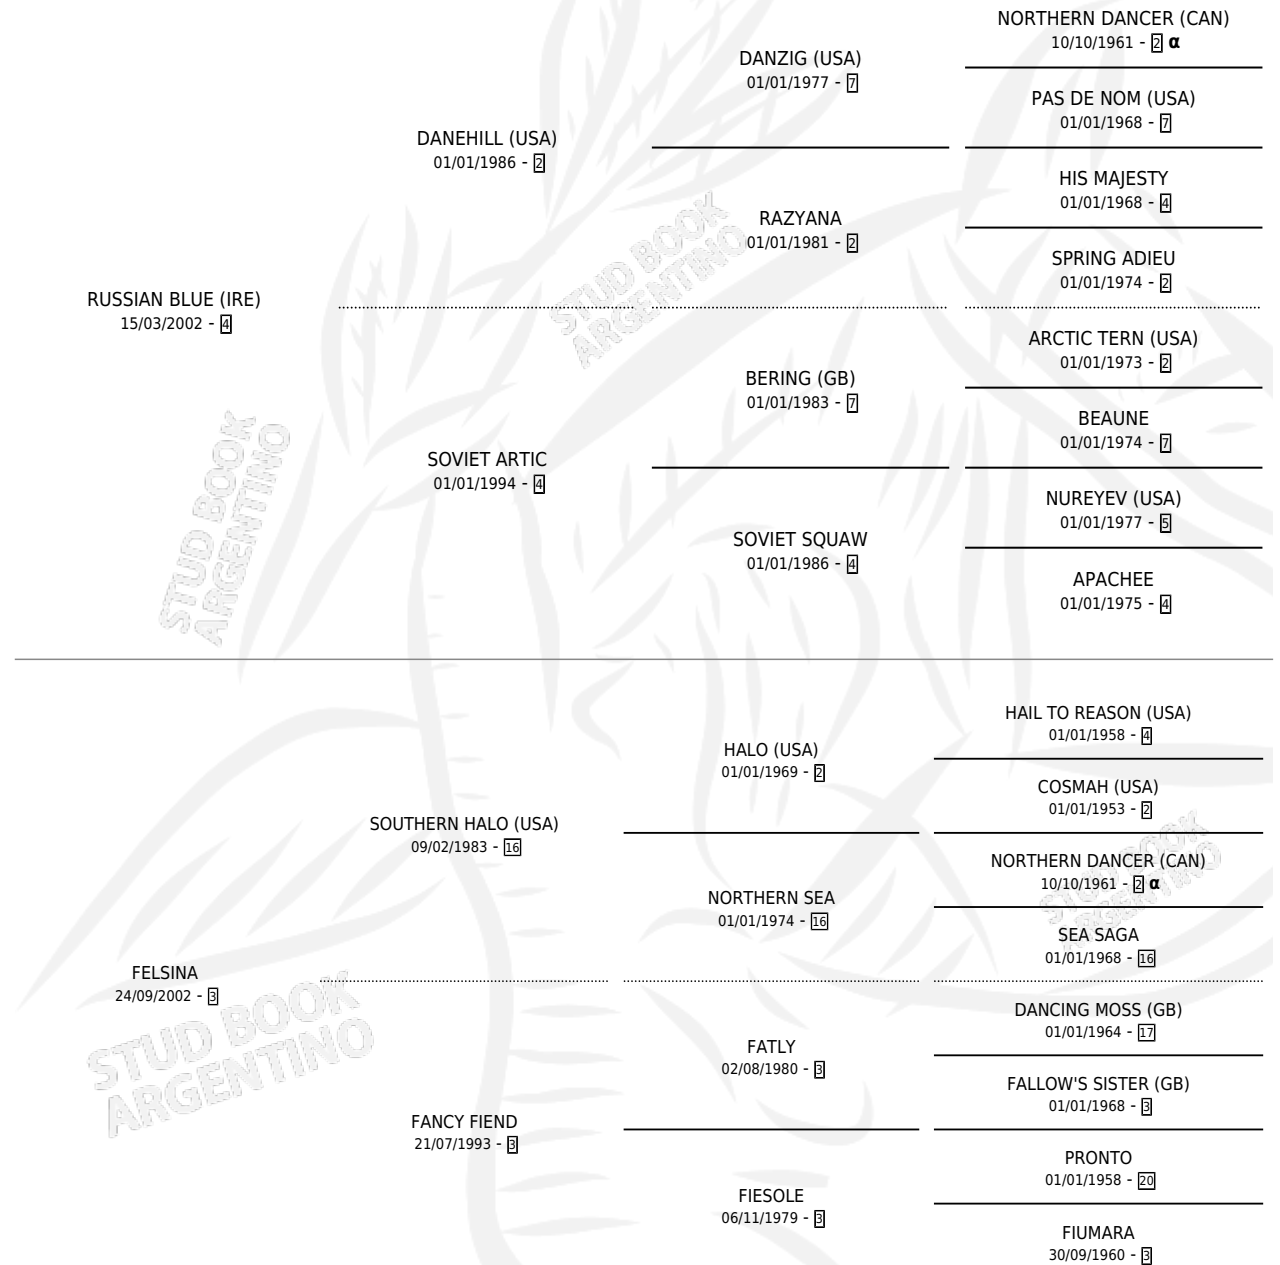 NORTHERN DANCER (CAN)
10/10/1961 - 2 α
DANZIG (USA)
01/01/1977 - 7
PAS DE NOM (USA)
01/01/1968 - 7
DANEHILL (USA)
01/01/1986 - 2
HIS MAJESTY
01/01/1968 - 4
RAZYANA
01/01/1981 - 2
SPRING ADIEU
01/01/1974 - 2
RUSSIAN BLUE (IRE)
15/03/2002 - 4
STUD BOOK
ARGENTINO
ARCTIC TERN (USA)
01/01/1973 - 2
BERING (GB)
01/01/1983 - 7
BEAUNE
01/01/1974 - 7
SOVIET ARTIC
01/01/1994 - 4
NUREYEV (USA)
01/01/1977 - 5
SOVIET SQUAW
01/01/1986 - 4
APACHEE
01/01/1975 - 4
STUD BOOK
ARGENTINO
HAIL TO REASON (USA)
01/01/1958 - 4
HALO (USA)
01/01/1969 - 2
COSMAH (USA)
01/01/1953 - 2
SOUTHERN HALO (USA)
09/02/1983 - 16
NORTHERN DANCER (CAN)
10/10/1961 - 2 α
STUD BOOK
ARGENTINO
NORTHERN SEA
01/01/1974 - 16
SEA SAGA
01/01/1968 - 16
FELSINA
24/09/2002 - 3
STUD BOOK
ARGENTINO
DANCING MOSS (GB)
01/01/1964 - 17
FATLY
02/08/1980 - 3
FALLOW'S SISTER (GB)
01/01/1968 - 3
FANCY FIEND
21/07/1993 - 3
PRONTO
01/01/1958 - 20
FIESOLE
06/11/1979 - 3
FIUMARA
30/09/1960 - 3